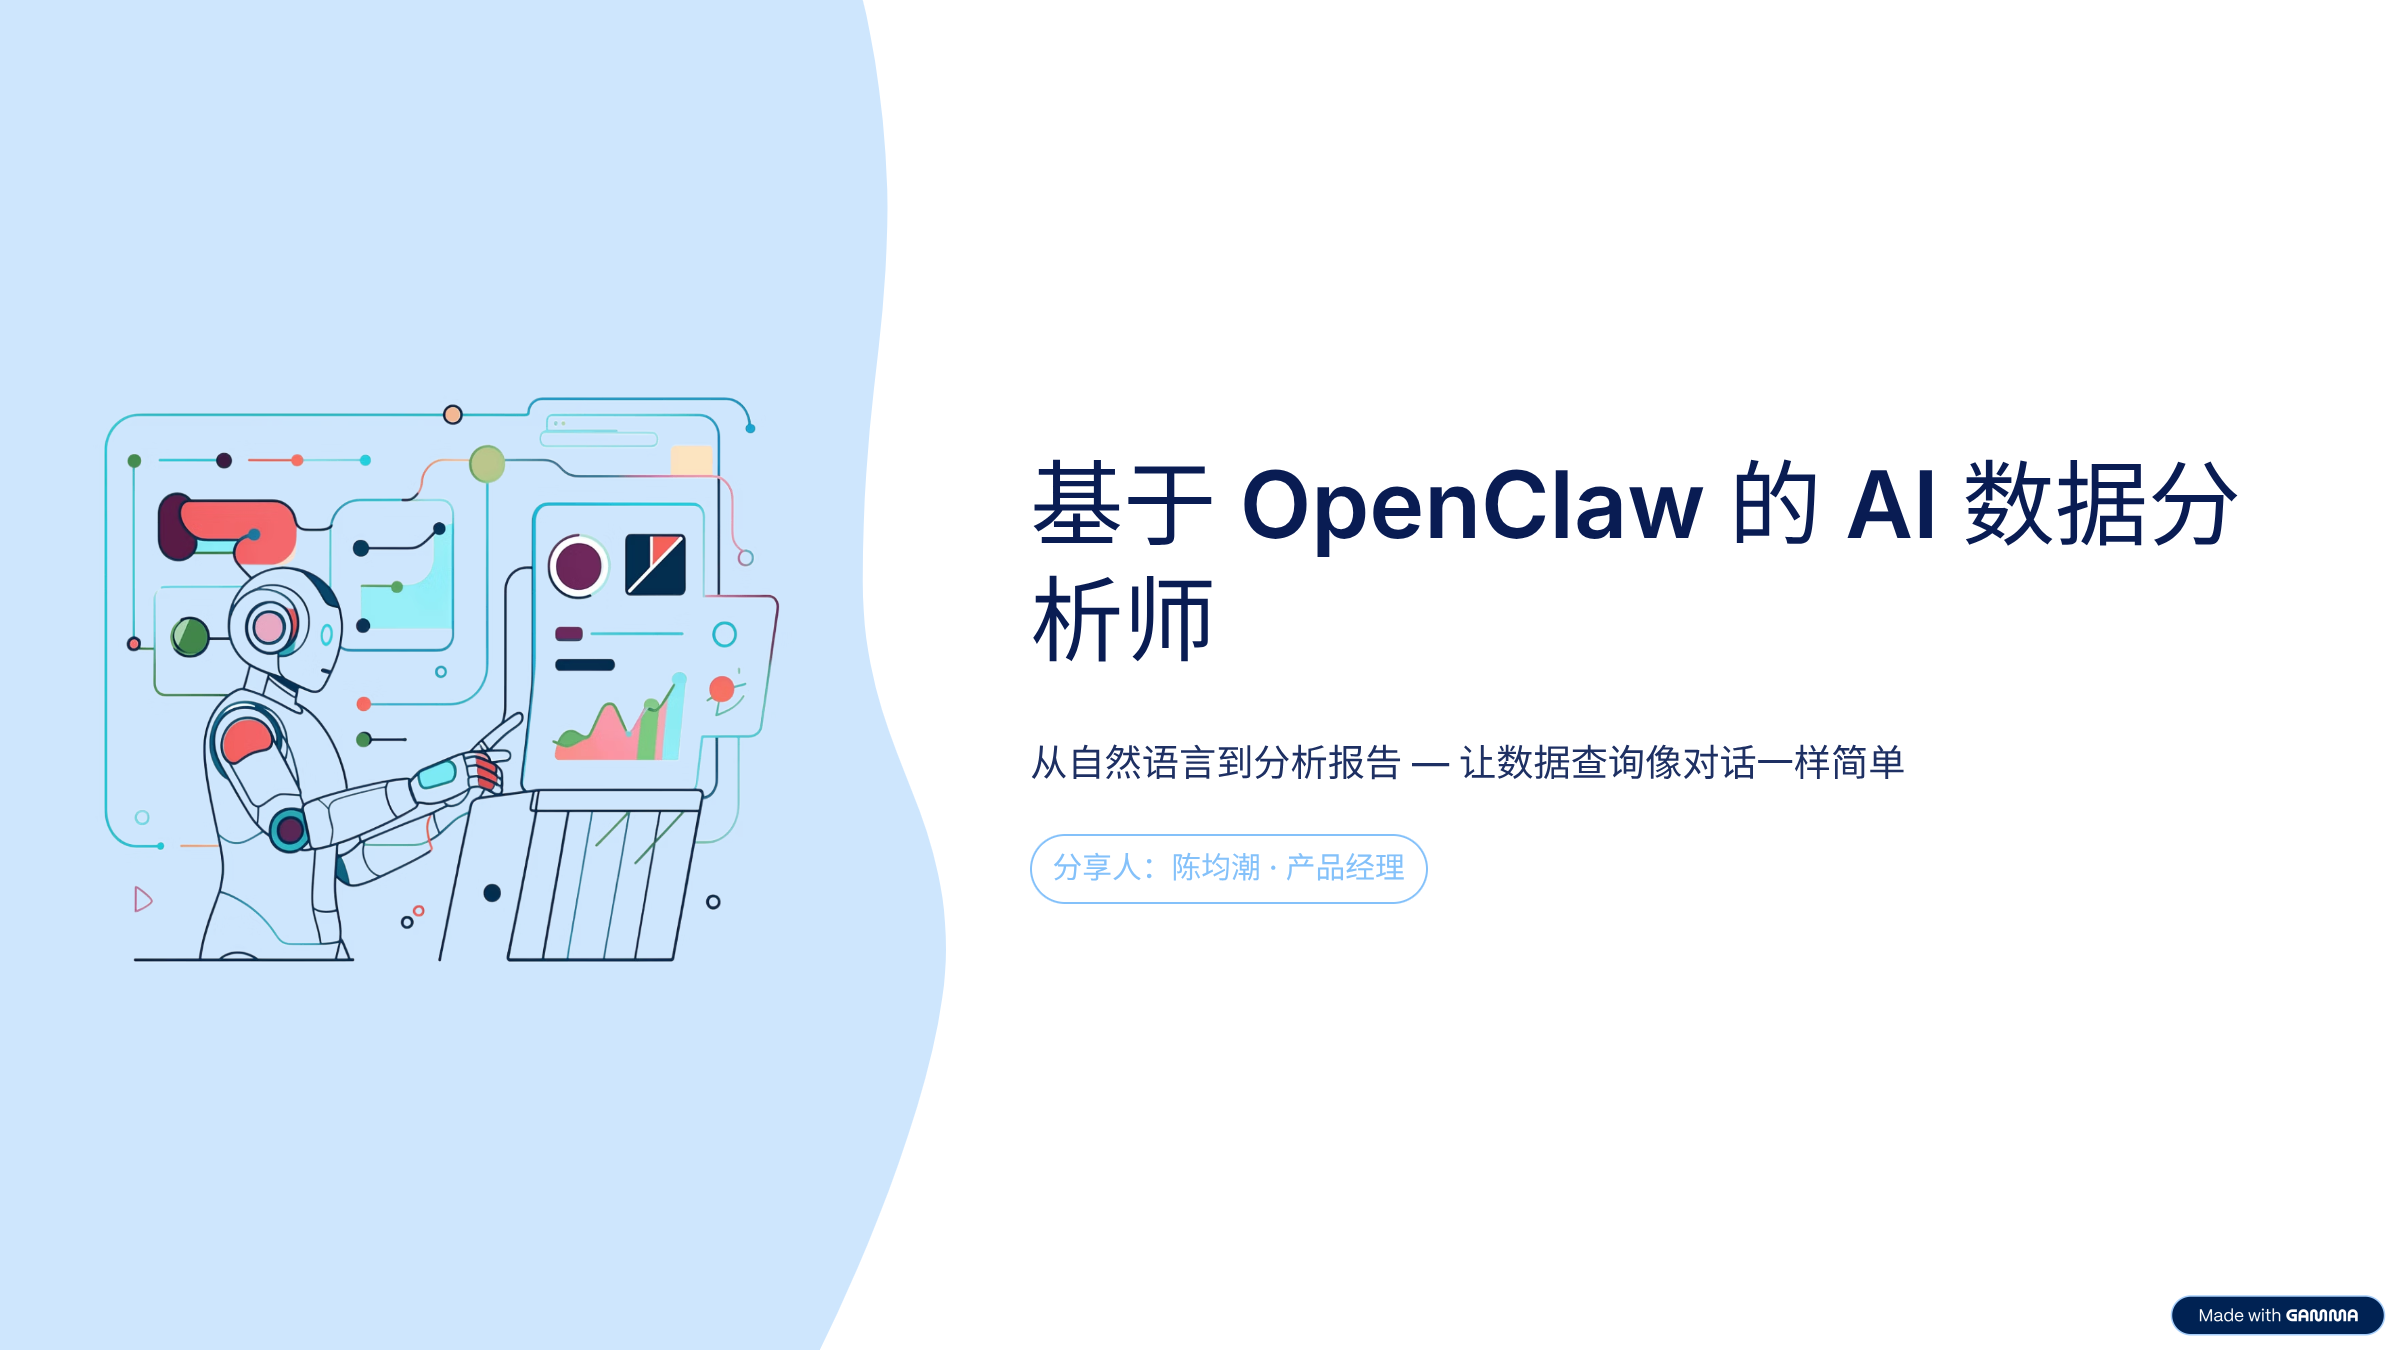 基于 OpenClaw 的 AI 数据分
析师
从自然语言到分析报告 — 让数据查询像对话一样简单
分享人：陈均潮 · 产品经理
Made with GAMMA